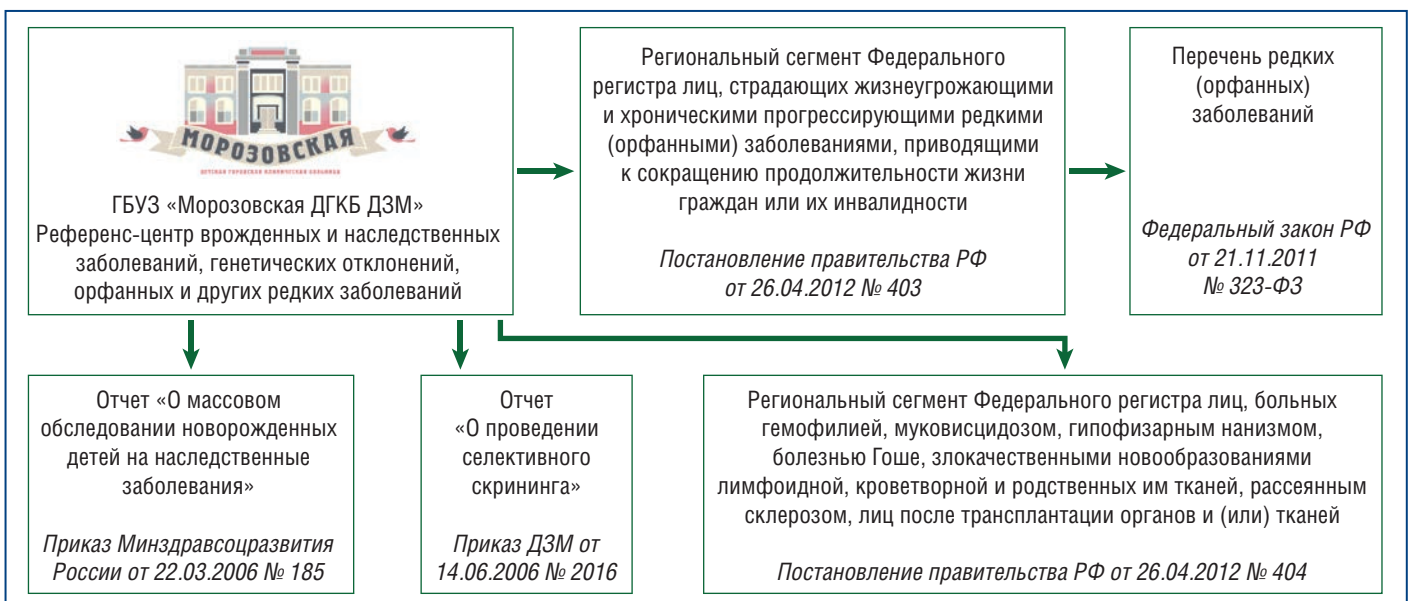 МОРОЗОВСКАЯ
ДЕТСКАЯ ГОРОДСКАЯ КЛИНИЧЕСКАЯ БОЛЬНИЦА
ГБУЗ «Морозовская ДГКБ ДЗМ»
Референс-центр врожденных и наследственных
заболеваний, генетических отклонений,
орфанных и других редких заболеваний
Региональный сегмент Федерального
регистра лиц, страдающих жизнеугрожающими
и хроническими прогрессирующими редкими
(орфанными) заболеваниями, приводящими
к сокращению продолжительности жизни
граждан или их инвалидности
Постановление правительства РФ
от 26.04.2012 № 403
Перечень редких
(орфанных)
заболеваний
Федеральный закон РФ
от 21.11.2011
№ 323-ФЗ
Отчет «О массовом
обследовании новорожденных
детей на наследственные
заболевания»
Приказ Минздравсоцразвития
России от 22.03.2006 № 185
Отчет
«О проведении
селективного
скрининга»
Приказ ДЗМ от
14.06.2006 № 2016
Региональный сегмент Федерального регистра лиц, больных
гемофилией, муковисцидозом, гипофизарным нанизмом,
болезнью Гоше, злокачественными новообразованиями
лимфоидной, кроветворной и родственных им тканей, рассеянным
склерозом, лиц после трансплантации органов и (или) тканей
Постановление правительства РФ от 26.04.2012 № 404